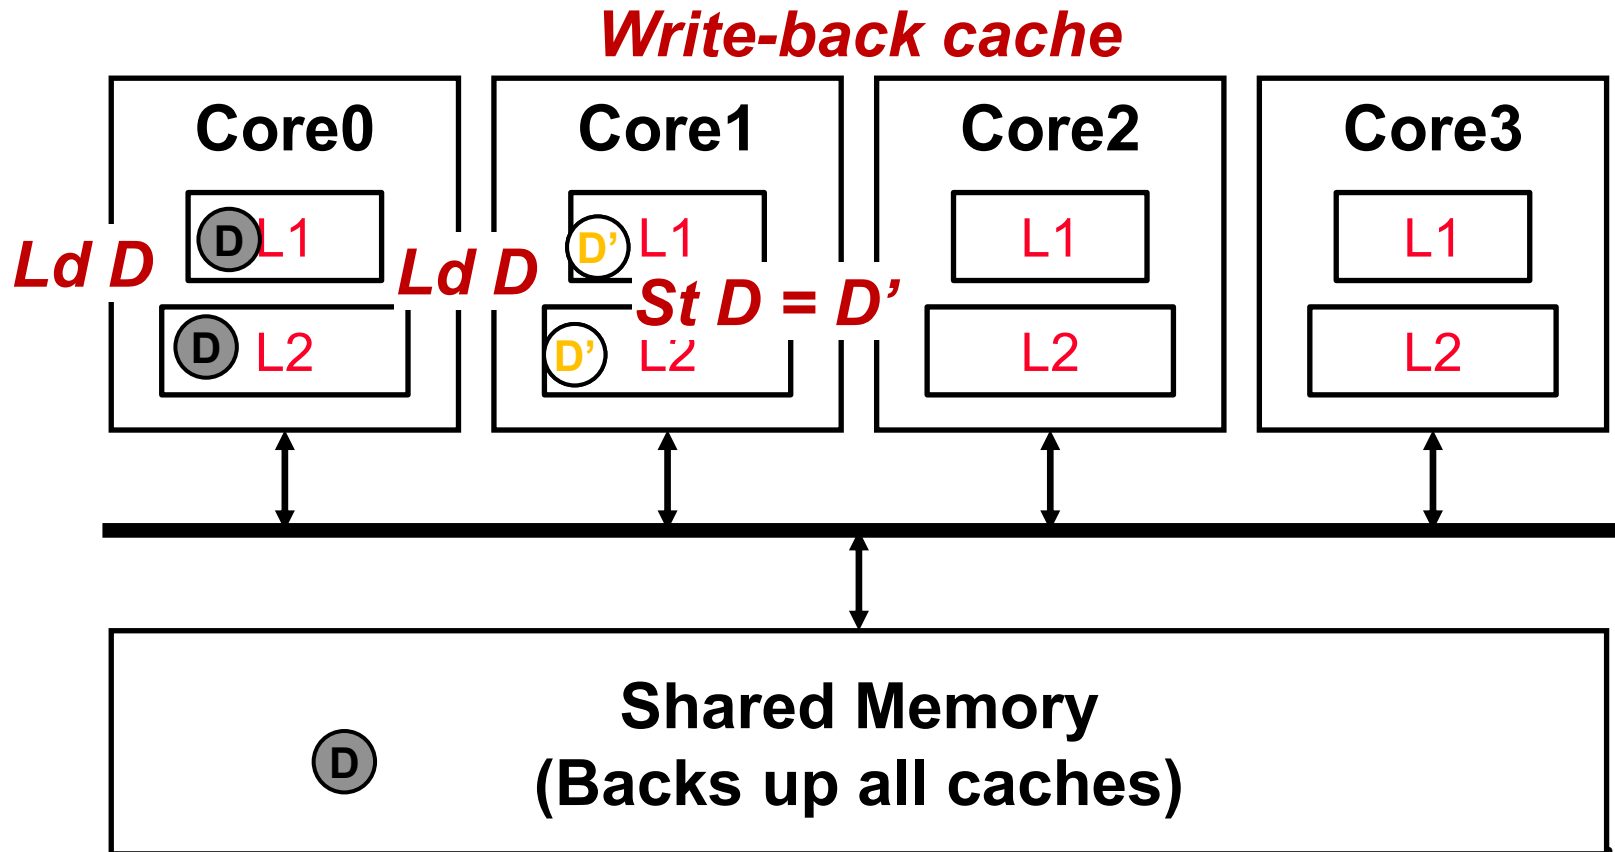 Write-back cache
Core0
Core1
Core2
Core3
D
L1
D’
L1
L1
L1
Ld D
Ld D
St D = D’
D
L2
D’
L2
L2
L2
Shared Memory
D
(Backs up all caches)